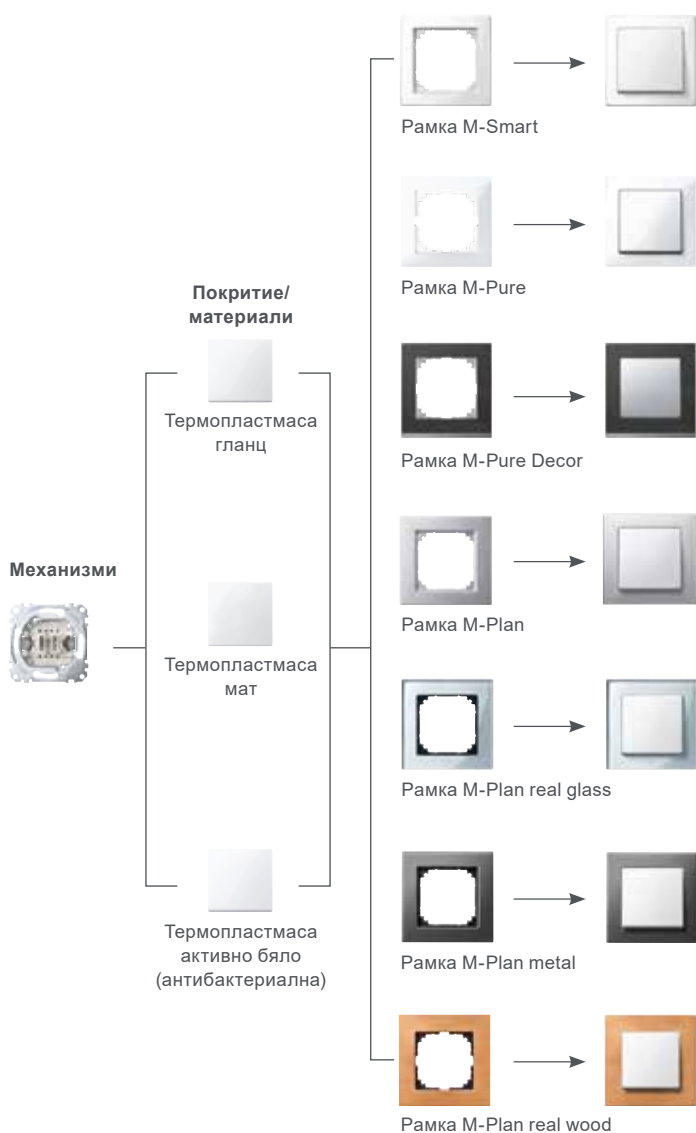 Рамка M-Smart
Рамка M-Pure
Покритие/
материали
Термопластмаса
гланц
Рамка M-Pure Decor
Механизми
Рамка M-Plan
Термопластмаса
мат
Рамка M-Plan real glass
Термопластмаса
активно бяло
(антибактериална)
Рамка M-Plan metal
Рамка M-Plan real wood